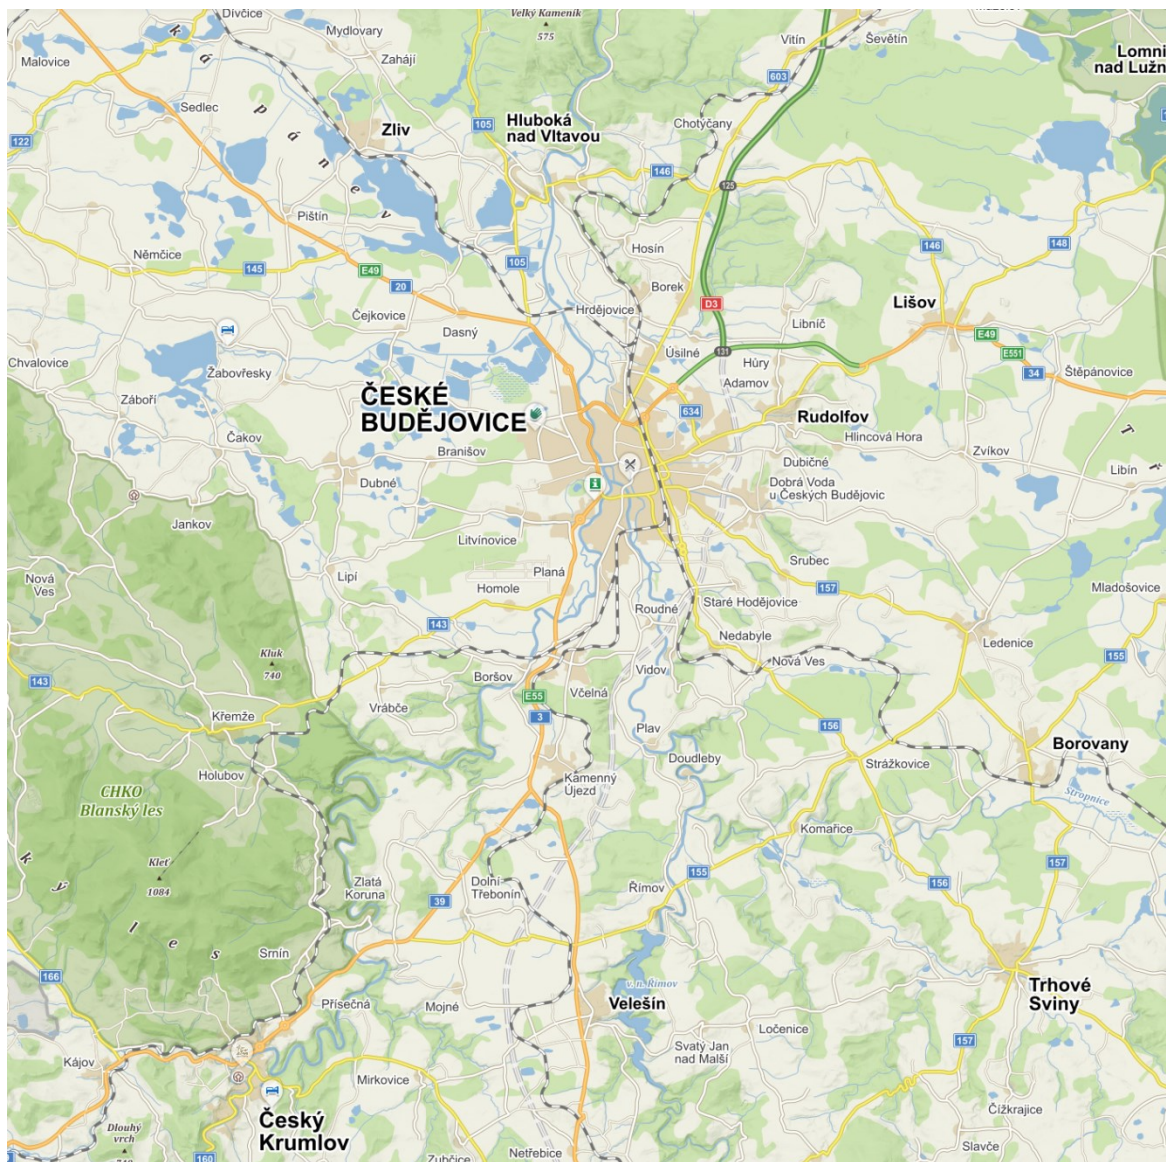 Dívčice
Velký Kameník
575
Mydlovary
Vitín
Ševětín
Malovice
Zahájí
Lomni
nad Lužn
603
Sedlec
Zliv
Hluboká
nad Vltavou
105
Chotýčany
122
k á p á n e v
146
125
Pištín
146
148
Němčice
145
E49
105
Hosín
20
Borek
D3
Lišov
Čejkovice
Hrdějovice
Libníč
Dasný
E49
Chvalovice
Úsilné
131
Húry
E551
34
Štěpánovice
Žabovřesky
Adamov
Záboří
ČESKÉ
BUDĚJOVICE
634
Rudolfov
Čakov
Hlincová Hora
T
Branišov
Zvíkov
Dubičné
Libín
Dubné
Dobrá Voda
u Českých Budějovic
ř
Jankov
Litvínovice
Srubec
Planá
Lipí
Nová
Ves
Homole
157
Mladošovice
Staré Hodějovice
Roudné
143
Nedabyle
Ledenice
Kluk
740
Nová Ves
155
Vidov
Boršov
143
E55
Včelná
Vrábče
Křemže
3
156
Plav
Borovany
Doudleby
Strážkovice
Holubov
Kamenný
Újezd
CHKO
Blanský les
Stropnice
Komařice
k ý
Kleť
1084
157
155
156
Zlatá
Koruna
Dolní
Třebonín
Římov
39
l e s
Srnín
166
v. n. Římov
Trhové
Sviny
Přísečná
Mojné
Velešín
Ločenice
157
Svatý Jan
nad Malší
Kájov
Mirkovice
Český
Krumlov
Čížkrajice
Dlouhý
vrch
Slavče
Netřebice
Zubčice
160